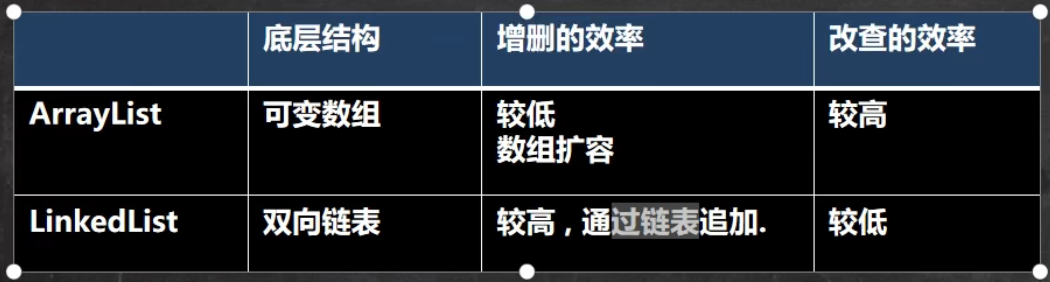 底层结构 增删的效率 改查的效率
ArrayList 可变数组 较低 较高
数组扩容
LinkedList 双向链表 较高，通过链表追加. 较低